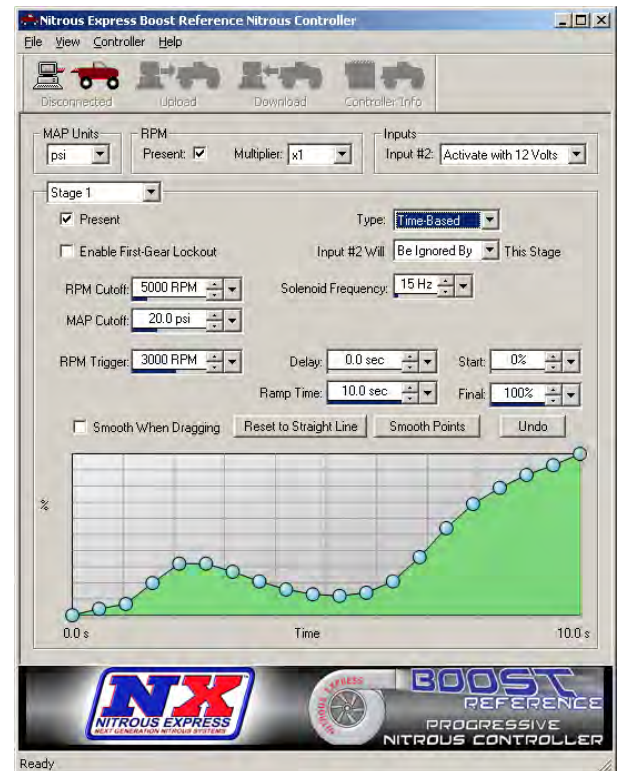 Nitrous Express Boost Reference Nitrous Controller
File View Controller Help
Disconnected Upload Download Controller Info
MAP Units RPM Inputs
psi Present: Multiplier: x1 Input #2: Activate with 12 Volts
Stage 1
Present Type: Time-Based
Enable First-Gear Lockout Input #2 Will Be Ignored By This Stage
RPM Cutoff: 5000 RPM Solenoid Frequency: 15 Hz
MAP Cutoff: 20.0 psi
RPM Trigger: 3000 RPM Delay: 0.0 sec Start: 0%
Ramp Time: 10.0 sec Final: 100%
Smooth When Dragging Reset to Straight Line Smooth Points Undo
%
0.0 s Time 10.0 s
NX
NITROUS EXPRESS
NEXT GENERATION NITROUS SYSTEMS
NITROUS EXPRESS
BOOST
REFERENCE
PROGRESSIVE
NITROUS CONTROLLER
Ready